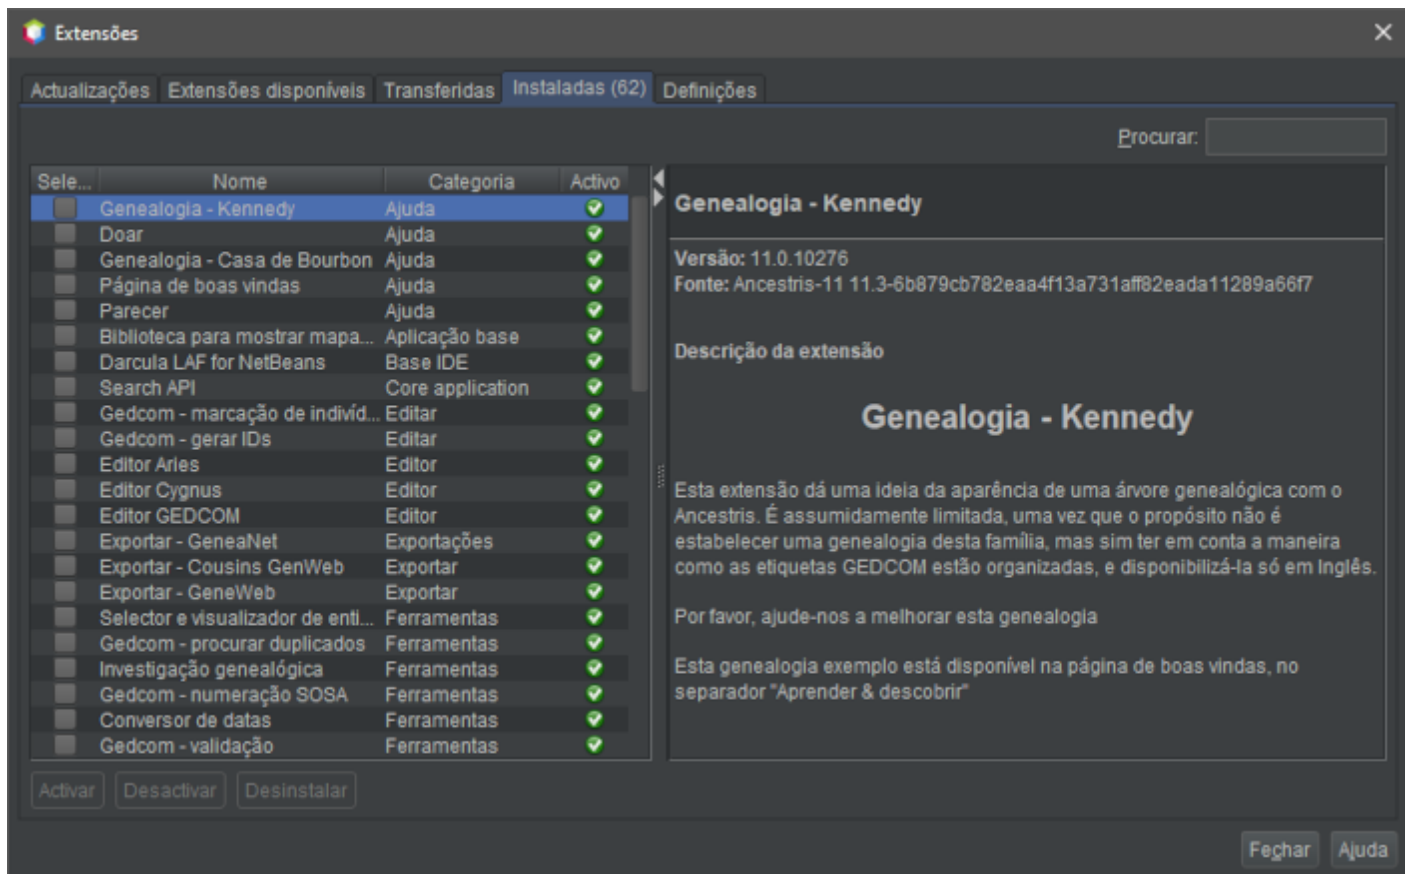 Extensões
Actualizações Extensões disponíveis Transferidas Instaladas (62) Definições
Procurar:
Sele... Nome Categoria Activo
Genealogia - Kennedy Ajuda
Doar Ajuda
Genealogia - Casa de Bourbon Ajuda
Página de boas vindas Ajuda
Parecer Ajuda
Biblioteca para mostrar mapa... Aplicação base
Darcula LAF for NetBeans Base IDE
Search API Core application
Gedcom - marcação de indivíd... Editar
Gedcom - gerar IDs Editar
Editor Aries Editor
Editor Cygnus Editor
Editor GEDCOM Editor
Exportar - GeneaNet Exportações
Exportar - Cousins GenWeb Exportar
Exportar - GeneWeb Exportar
Selector e visualizador de enti... Ferramentas
Gedcom - procurar duplicados Ferramentas
Investigação genealógica Ferramentas
Gedcom - numeração SOSA Ferramentas
Conversor de datas Ferramentas
Gedcom - validação Ferramentas
Genealogia - Kennedy
Versão: 11.0.10276
Fonte: Ancestris-11 11.3-6b879cb782eaa4f13a731aff82eada11289a66f7
Descrição da extensão
Genealogia - Kennedy
Esta extensão dá uma ideia da aparência de uma árvore genealógica com o
Ancestris. É assumidamente limitada, uma vez que o propósito não é
estabelecer uma genealogia desta família, mas sim ter em conta a maneira
como as etiquetas GEDCOM estão organizadas, e disponibilizá-la só em Inglês.
Por favor, ajude-nos a melhorar esta genealogia
Esta genealogia exemplo está disponível na página de boas vindas, no
separador "Aprender & descobrir"
Activar Desactivar Desinstalar
Fechar Ajuda